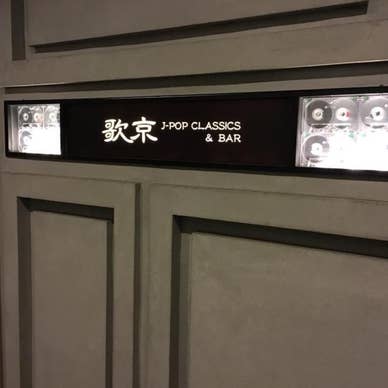 歌京 J-POP CLASSICS
& BAR